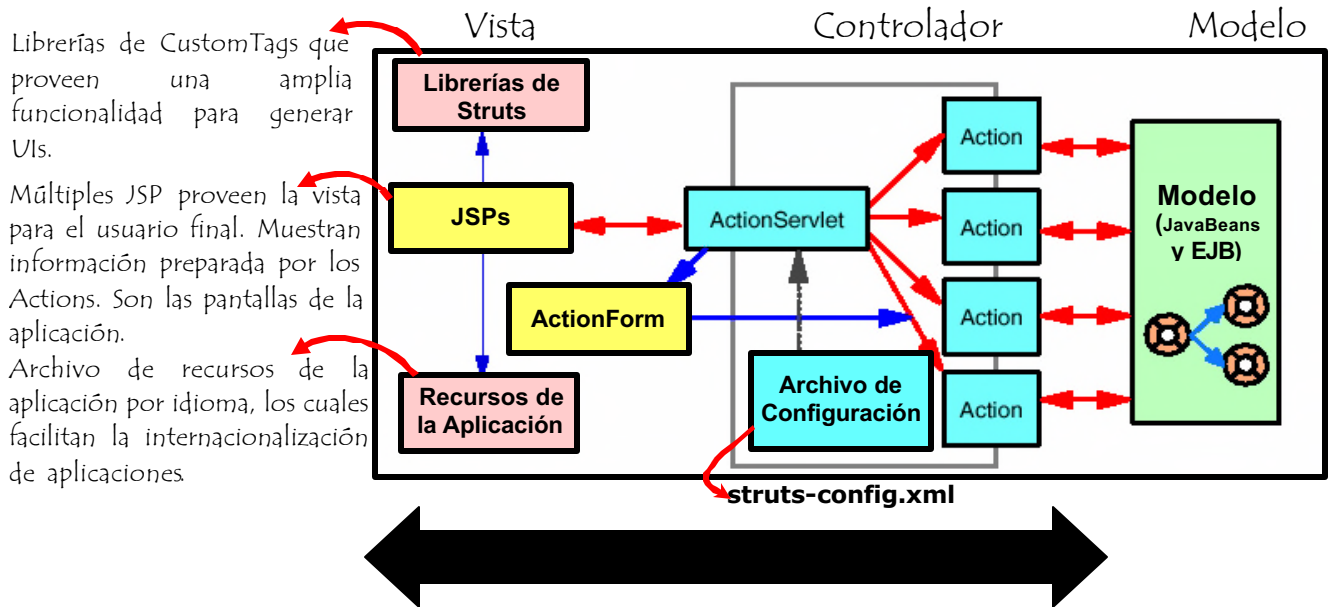 Vista
Controlador
Modelo
Librerías de CustomTags que
proveen una amplia
funcionalidad para generar
UIs.
Múltiples JSP proveen la vista
para el usuario final. Muestran
información preparada por los
Actions. Son las pantallas de la
aplicación.
Archivo de recursos de la
aplicación por idioma, los cuales
facilitan la internacionalización
de aplicaciones.
Librerías de
Struts
JSPs
ActionForm
Recursos de
la Aplicación
ActionServlet
Archivo de
Configuración
struts-config.xml
Action
Action
Action
Action
Modelo
(JavaBeans
y EJB)